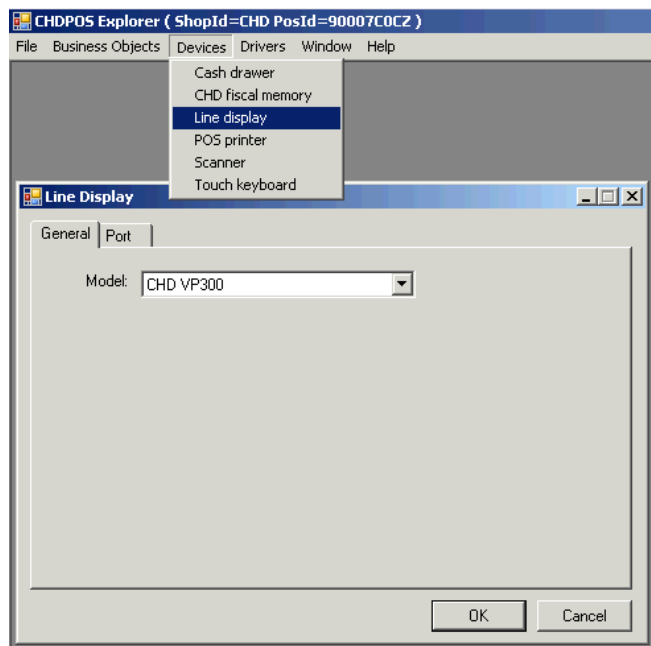 CHDPOS Explorer ( ShopId=CHD PosId=90007C0CZ )
File Business Objects Devices Drivers Window Help
Cash drawer
CHD fiscal memory
Line display
POS printer
Scanner
Touch keyboard
Line Display
General Port
Model: CHD VP300
OK Cancel